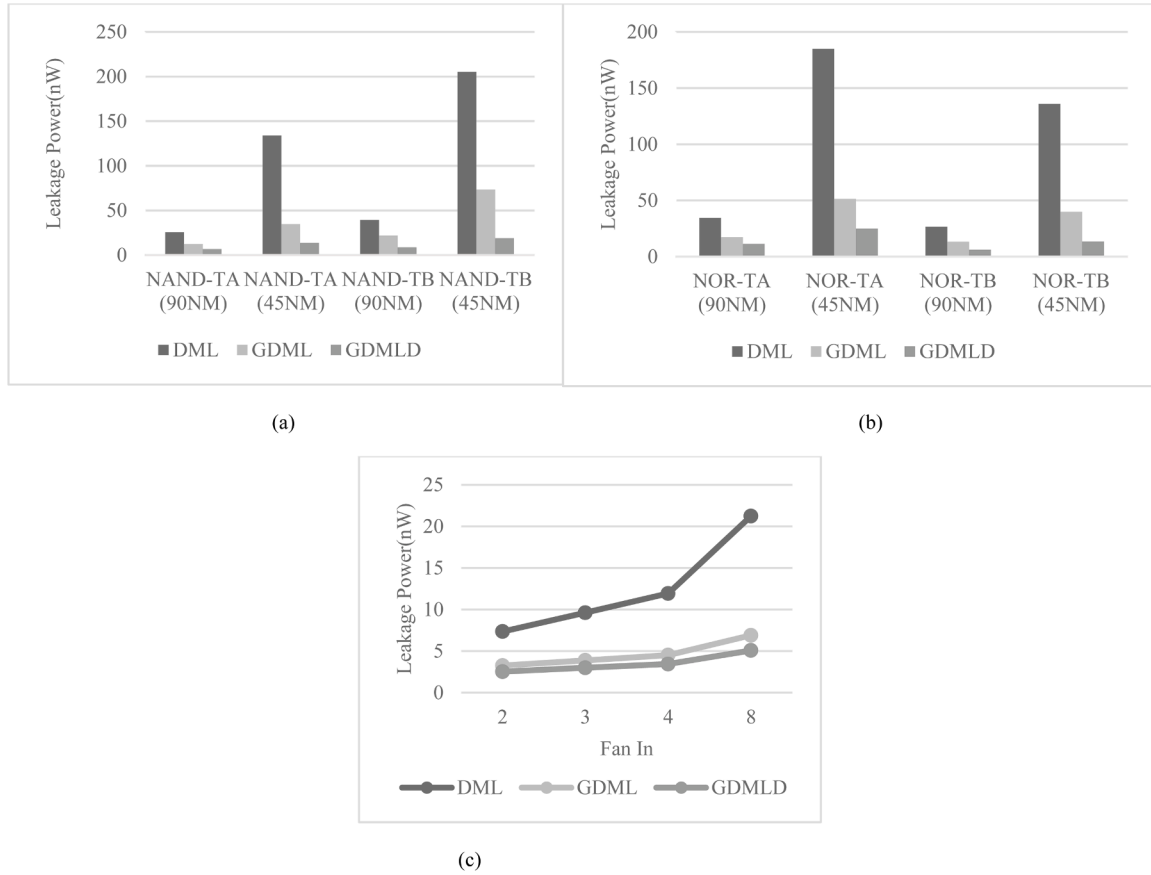 250
200
150
100
50
0
Leakage Power(nW)
NAND-TA NAND-TA NAND-TB NAND-TB
(90NM) (45NM) (90NM) (45NM)
DML GDML GDMLD
(a)
200
150
100
50
0
Leakage Power(nW)
NOR-TA NOR-TA NOR-TB NOR-TB
(90NM) (45NM) (90NM) (45NM)
DML GDML GDMLD
(b)
25
20
15
10
5
0
Leakage Power(nW)
2 3 4 8
Fan In
DML GDML GDMLD
(c)